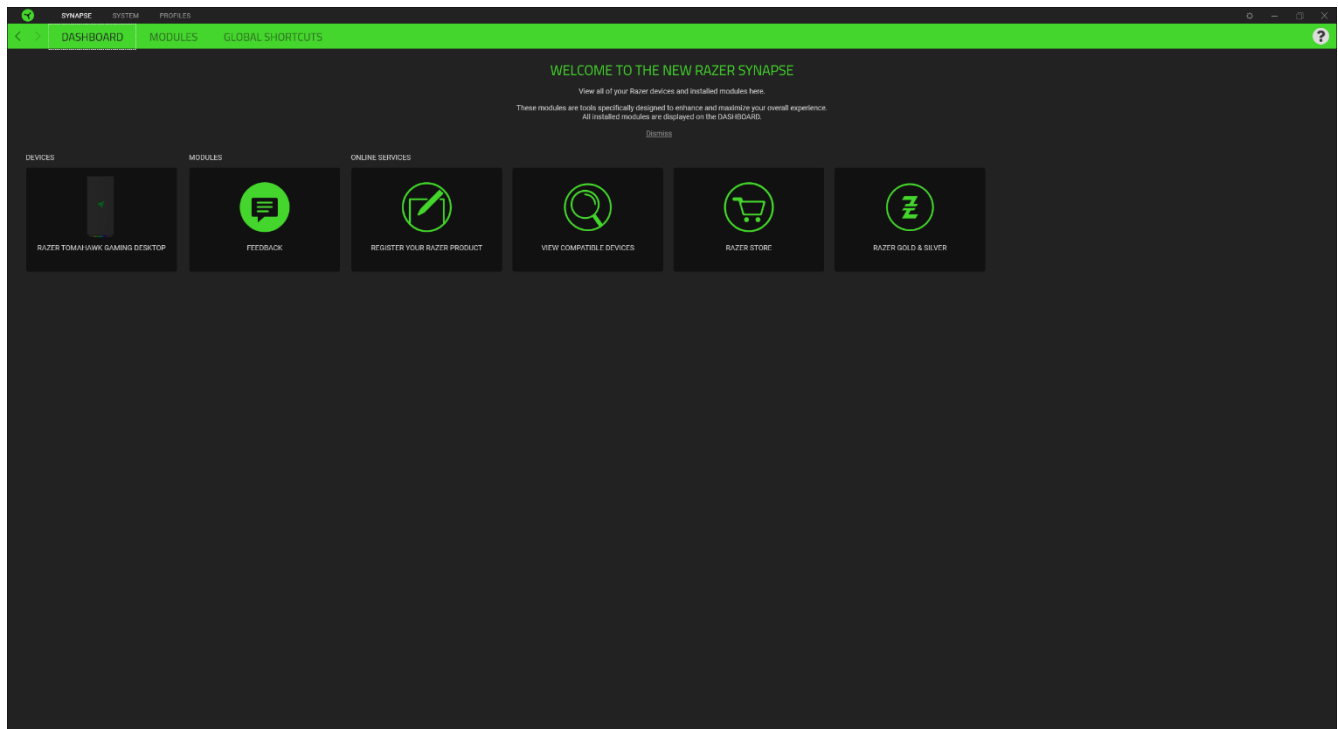 SYNAPSE SYSTEM PROFILES
DASHBOARD MODULES GLOBAL SHORTCUTS ?
WELCOME TO THE NEW RAZER SYNAPSE
View all of your Razer devices and installed modules here.
These modules are tools specifically designed to enhance and maximize your overall experience.
All installed modules are displayed on the DASHBOARD.
Dismiss
DEVICES MODULES ONLINE SERVICES
RAZER TOMAHAWK GAMING DESKTOP FEEDBACK REGISTER YOUR RAZER PRODUCT VIEW COMPATIBLE DEVICES RAZER STORE RAZER GOLD & SILVER